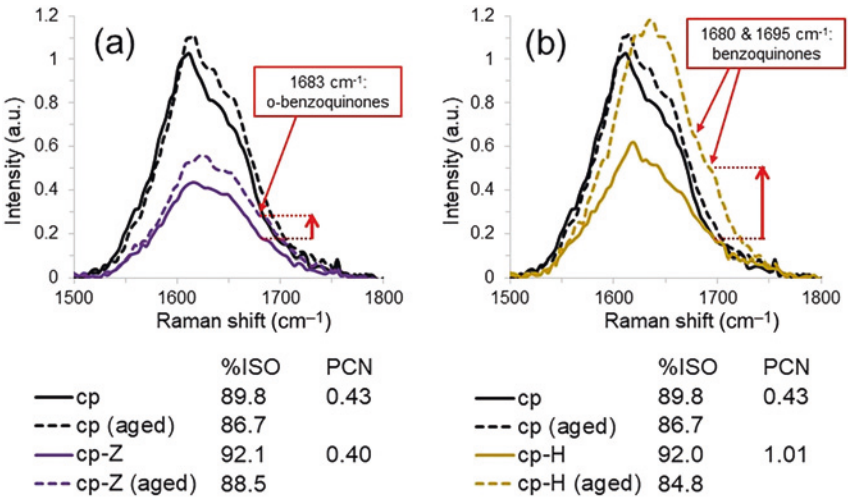 (a)
1.2
1
0.8
0.6
0.4
0.2
0
Intensity (a.u.)
1683 cm⁻¹:
o-benzoquinones
1500 1600 1700 1800
Raman shift (cm⁻¹)
%ISO PCN
cp 89.8 0.43
cp (aged) 86.7
cp-Z 92.1 0.40
cp-Z (aged) 88.5
(b)
1.2
1
0.8
0.6
0.4
0.2
0
Intensity (a.u.)
1680 & 1695 cm⁻¹:
benzoquinones
1500 1600 1700 1800
Raman shift (cm⁻¹)
%ISO PCN
cp 89.8 0.43
cp (aged) 86.7
cp-H 92.0 1.01
cp-H (aged) 84.8